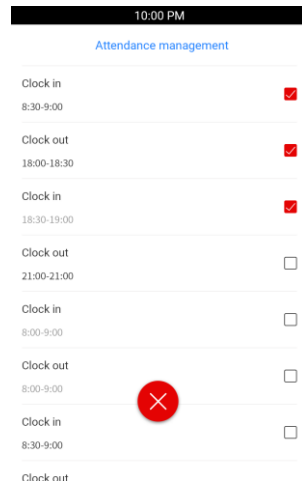 10:00 PM
Attendance management
Clock in
8:30-9:00
Clock out
18:00-18:30
Clock in
18:30-19:00
Clock out
21:00-21:00
Clock in
8:00-9:00
Clock out
8:00-9:00
Clock in
8:30-9:00
Clock out